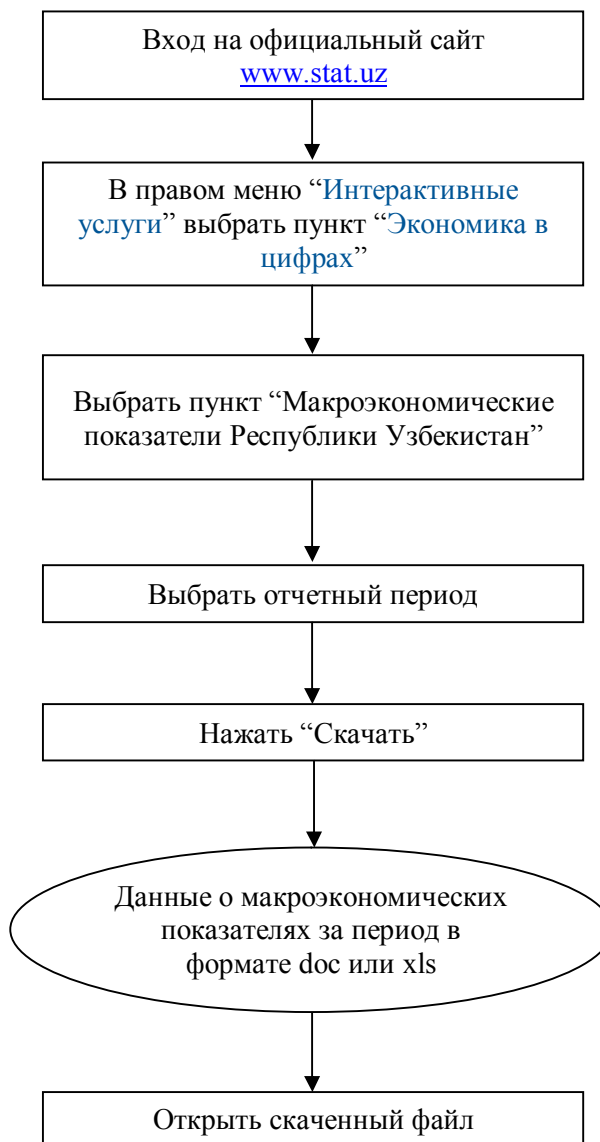 Вход на официальный сайт
www.stat.uz
В правом меню “Интерактивные
услуги” выбрать пункт “Экономика в
цифрах”
Выбрать пункт “Макроэкономические
показатели Республики Узбекистан”
Выбрать отчетный период
Нажать “Скачать”
Данные о макроэкономических
показателях за период в
формате doc или xls
Открыть скаченный файл